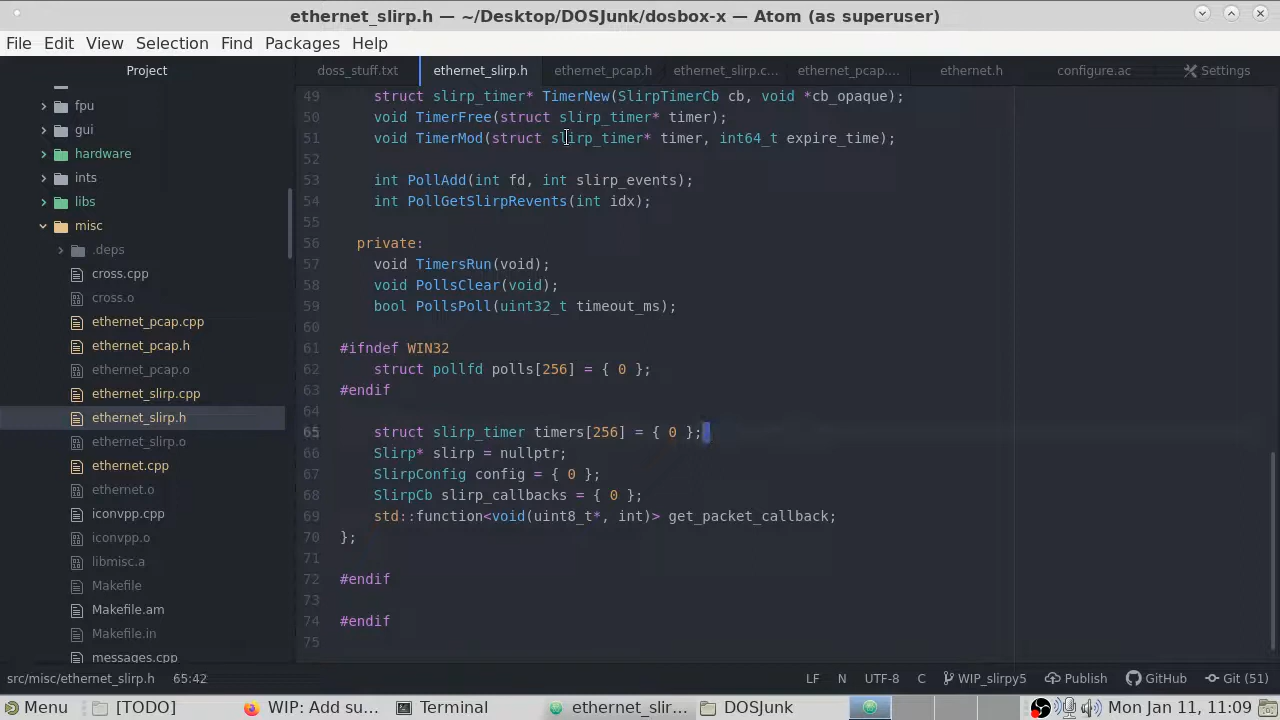 ethernet_slirp.h — ~/Desktop/DOSJunk/dosbox-x — Atom (as superuser)
File Edit View Selection Find Packages Help
Project
doss_stuff.txt ethernet_slirp.h ethernet_pcap.h ethernet_slirp.c... ethernet_pcap.... ethernet.h configure.ac Settings
fpu
gui
hardware
ints
libs
misc
.deps
cross.cpp
cross.o
ethernet_pcap.cpp
ethernet_pcap.h
ethernet_pcap.o
ethernet_slirp.cpp
ethernet_slirp.h
ethernet_slirp.o
ethernet.cpp
ethernet.o
iconvpp.cpp
iconvpp.o
libmisc.a
Makefile
Makefile.am
Makefile.in
messages.cpp
49 struct slirp_timer* TimerNew(SlirpTimerCb cb, void *cb_opaque);
50 void TimerFree(struct slirp_timer* timer);
51 void TimerMod(struct slirp_timer* timer, int64_t expire_time);
52
53 int PollAdd(int fd, int slirp_events);
54 int PollGetSlirpRevents(int idx);
55
56 private:
57 void TimersRun(void);
58 void PollsClear(void);
59 bool PollsPoll(uint32_t timeout_ms);
60
61 #ifndef WIN32
62 struct pollfd polls[256] = { 0 };
63 #endif
64
65 struct slirp_timer timers[256] = { 0 };
66 Slirp* slirp = nullptr;
67 SlirpConfig config = { 0 };
68 SlirpCb slirp_callbacks = { 0 };
69 std::function<void(uint8_t*, int)> get_packet_callback;
70 };
71
72 #endif
73
74 #endif
75
src/misc/ethernet_slirp.h 65:42 LF N UTF-8 C WIP_slirpy5 Publish GitHub Git (51)
Menu [TODO] WIP: Add su... Terminal ethernet_slir... DOSJunk Mon Jan 11, 11:09